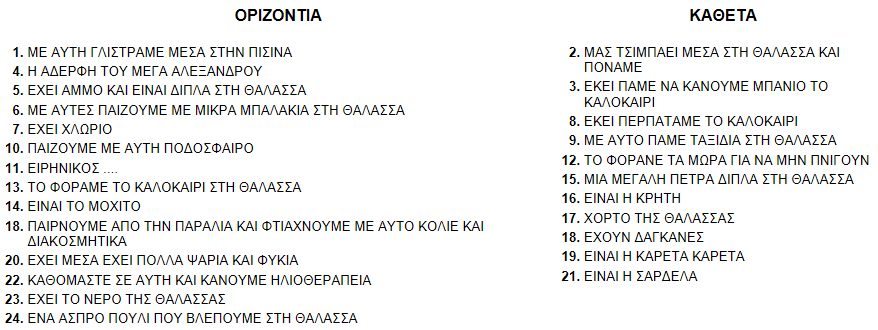 ΟΡΙΖΟΝΤΙΑ
1. ΜΕ ΑΥΤΗ ΓΛΙΣΤΡΑΜΕ ΜΕΣΑ ΣΤΗΝ ΠΙΣΙΝΑ
4. Η ΑΔΕΡΦΗ ΤΟΥ ΜΕΓΑ ΑΛΕΞΑΝΔΡΟΥ
5. ΕΧΕΙ ΑΜΜΟ ΚΑΙ ΕΙΝΑΙ ΔΙΠΛΑ ΣΤΗ ΘΑΛΑΣΣΑ
6. ΜΕ ΑΥΤΕΣ ΠΑΙΖΟΥΜΕ ΜΕ ΜΙΚΡΑ ΜΠΑΛΑΚΙΑ ΣΤΗ ΘΑΛΑΣΣΑ
7. ΕΧΕΙ ΧΛΩΡΙΟ
10. ΠΑΙΖΟΥΜΕ ΜΕ ΑΥΤΗ ΠΟΔΟΣΦΑΙΡΟ
11. ΕΙΡΗΝΙΚΟΣ ....
13. ΤΟ ΦΟΡΑΜΕ ΤΟ ΚΑΛΟΚΑΙΡΙ ΣΤΗ ΘΑΛΑΣΣΑ
14. ΕΙΝΑΙ ΤΟ ΜΟΧΙΤΟ
18. ΠΑΙΡΝΟΥΜΕ ΑΠΟ ΤΗΝ ΠΑΡΑΛΙΑ ΚΑΙ ΦΤΙΑΧΝΟΥΜΕ ΜΕ ΑΥΤΟ ΚΟΛΙΕ ΚΑΙ
ΔΙΑΚΟΣΜΗΤΙΚΑ
20. ΕΧΕΙ ΜΕΣΑ ΕΧΕΙ ΠΟΛΛΑ ΨΑΡΙΑ ΚΑΙ ΦΥΚΙΑ
22. ΚΑΘΟΜΑΣΤΕ ΣΕ ΑΥΤΗ ΚΑΙ ΚΑΝΟΥΜΕ ΗΛΙΟΘΕΡΑΠΕΙΑ
23. ΕΧΕΙ ΤΟ ΝΕΡΟ ΤΗΣ ΘΑΛΑΣΣΑΣ
24. ΕΝΑ ΑΣΠΡΟ ΠΟΥΛΙ ΠΟΥ ΒΛΕΠΟΥΜΕ ΣΤΗ ΘΑΛΑΣΣΑ
ΚΑΘΕΤΑ
2. ΜΑΣ ΤΣΙΜΠΑΕΙ ΜΕΣΑ ΣΤΗ ΘΑΛΑΣΣΑ ΚΑΙ
ΠΟΝΑΜΕ
3. ΕΚΕΙ ΠΑΜΕ ΝΑ ΚΑΝΟΥΜΕ ΜΠΑΝΙΟ ΤΟ
ΚΑΛΟΚΑΙΡΙ
8. ΕΚΕΙ ΠΕΡΠΑΤΑΜΕ ΤΟ ΚΑΛΟΚΑΙΡΙ
9. ΜΕ ΑΥΤΟ ΠΑΜΕ ΤΑΞΙΔΙΑ ΣΤΗ ΘΑΛΑΣΣΑ
12. ΤΟ ΦΟΡΑΝΕ ΤΑ ΜΩΡΑ ΓΙΑ ΝΑ ΜΗΝ ΠΝΙΓΟΥΝ
15. ΜΙΑ ΜΕΓΑΛΗ ΠΕΤΡΑ ΔΙΠΛΑ ΣΤΗ ΘΑΛΑΣΣΑ
16. ΕΙΝΑΙ Η ΚΡΗΤΗ
17. ΧΟΡΤΟ ΤΗΣ ΘΑΛΑΣΣΑΣ
18. ΕΧΟΥΝ ΔΑΓΚΑΝΕΣ
19. ΕΙΝΑΙ Η ΚΑΡΕΤΑ ΚΑΡΕΤΑ
21. ΕΙΝΑΙ Η ΣΑΡΔΕΛΑ